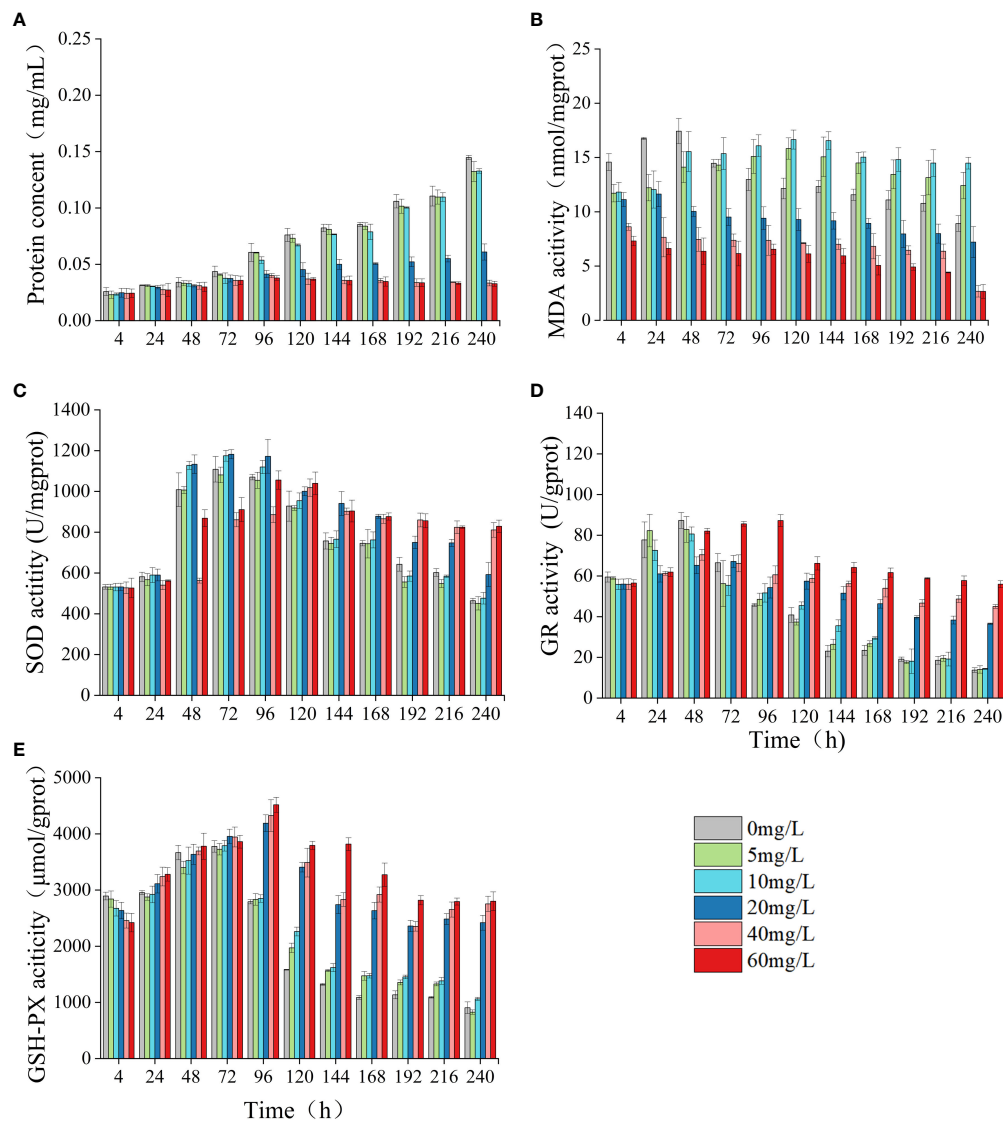 A
Protein concent（mg/mL）
0.25
0.20
0.15
0.10
0.05
0.00
4 24 48 72 96 120 144 168 192 216 240
B
MDA acitivity（nmol/mgprot）
25
20
15
10
5
0
4 24 48 72 96 120 144 168 192 216 240
C
SOD actitity (U/mgprot)
1400
1200
1000
800
600
400
200
0
4 24 48 72 96 120 144 168 192 216 240
D
GR activity (U/gprot)
140
120
100
80
60
40
20
0
4 24 48 72 96 120 144 168 192 216 240
Time（h)
E
GSH-PX aciticity（μmol/gprot）
5000
4000
3000
2000
1000
0
4 24 48 72 96 120 144 168 192 216 240
Time（h）
0mg/L
5mg/L
10mg/L
20mg/L
40mg/L
60mg/L